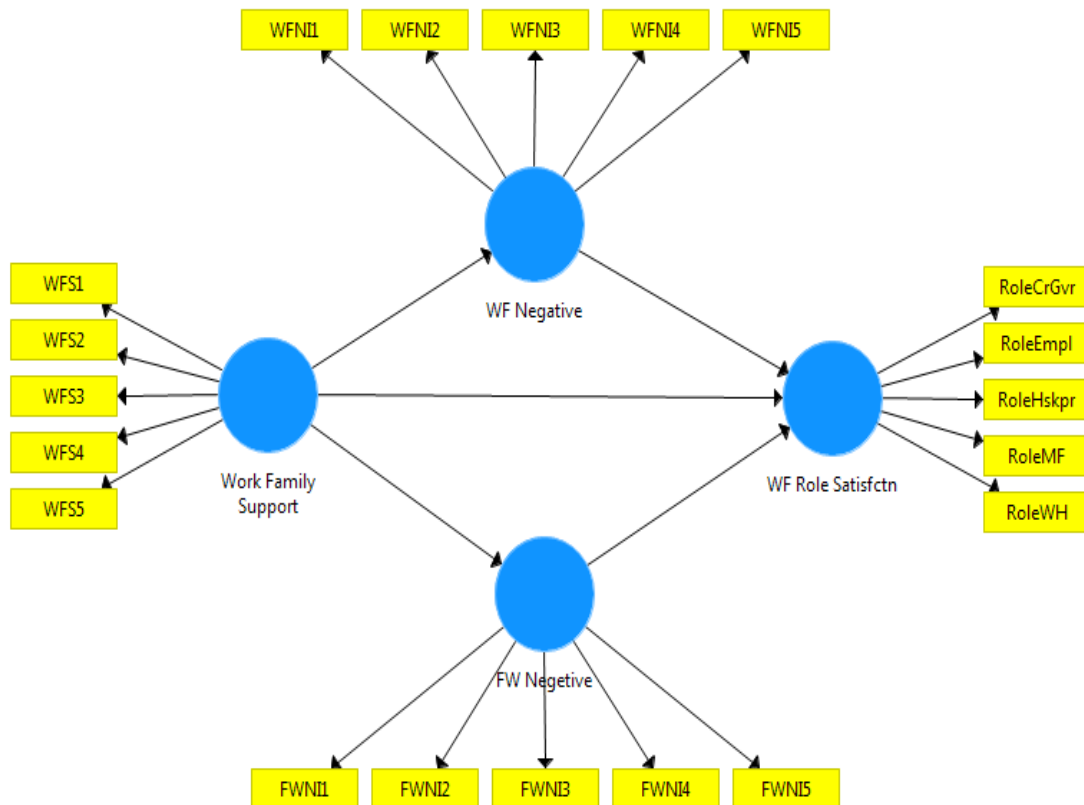 WFNI1
WFNI2
WFNI3
WFNI4
WFNI5
WF Negative
WFS1
WFS2
WFS3
WFS4
WFS5
Work Family
Support
RoleCrGvr
RoleEmpl
RoleHskpr
RoleMF
RoleWH
WF Role Satisfctn
FW Negetive
FWNI1
FWNI2
FWNI3
FWNI4
FWNI5